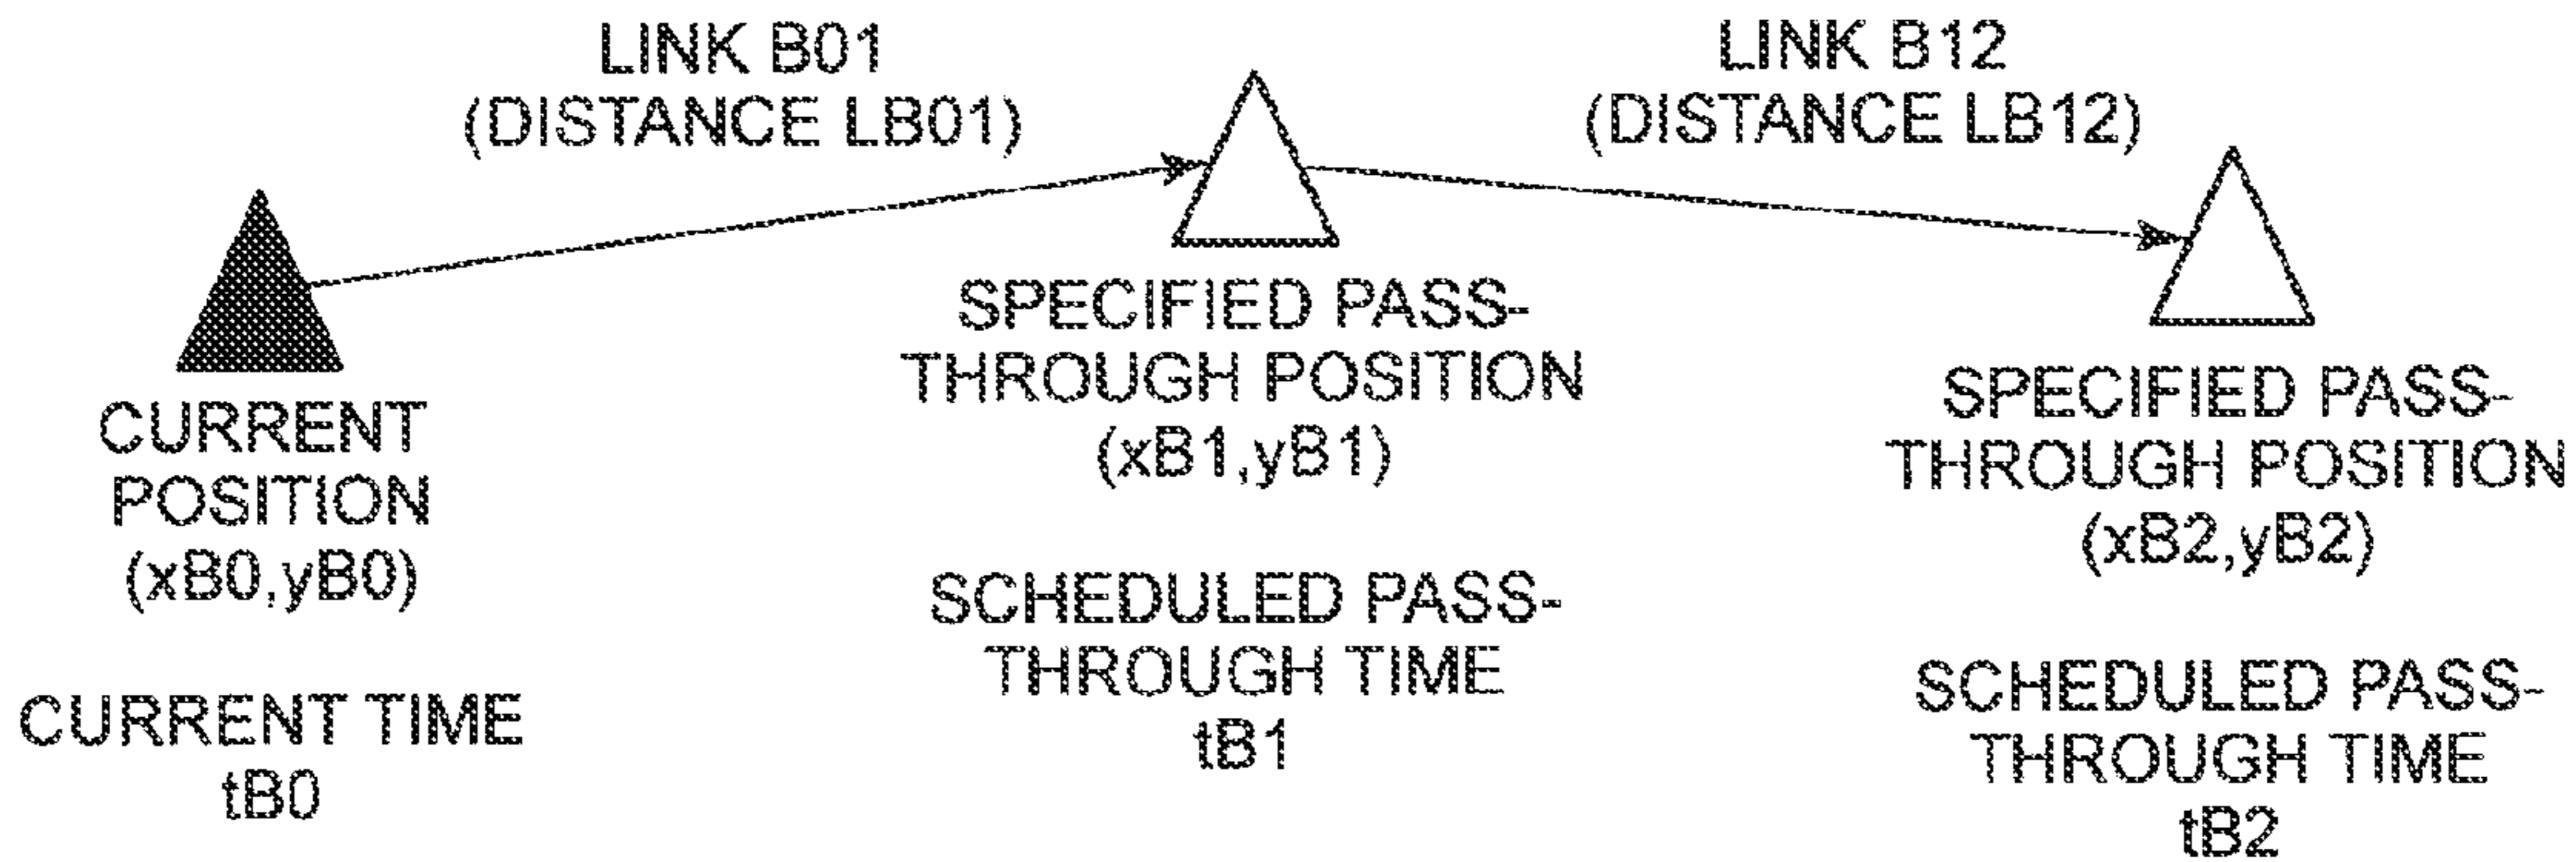 LINK B01
(DISTANCE LB01)
LINK B12
(DISTANCE LB12)
CURRENT
POSITION
(xB0,yB0)
CURRENT TIME
tB0
SPECIFIED PASS-
THROUGH POSITION
(xB1,yB1)
SCHEDULED PASS-
THROUGH TIME
tB1
SPECIFIED PASS-
THROUGH POSITION
(xB2,yB2)
SCHEDULED PASS-
THROUGH TIME
tB2